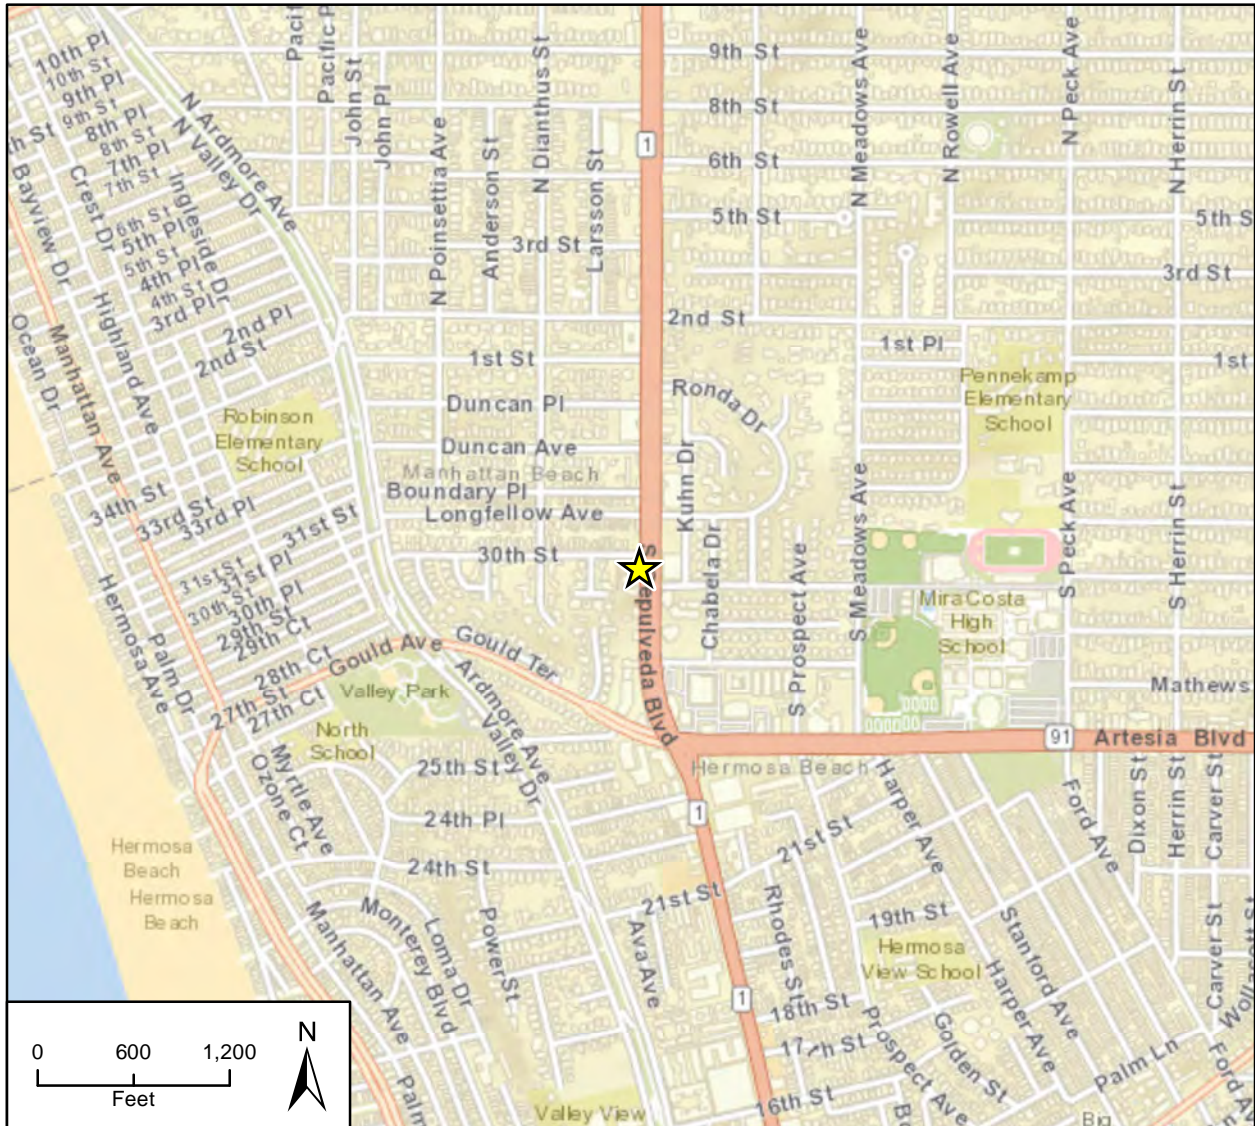 10th Pl
10th St
9th Pl
9th St
8th Pl
8th St
7th Pl
7th St
6th St
5th Pl
5th St
4th Pl
4th St
3rd Pl
2nd Pl
2nd St
th St
Bayview Dr
Crest Dr
Ingleside Dr
Highland Ave
Ocean Dr
Manhattan Ave
N Ardmore Ave
N Valley Dr
Pacific P
John St
John Pl
N Poinsettia Ave
Anderson St
N Dianthus St
Larsson St
3rd St
1
9th St
8th St
6th St
5th St
N Meadows Ave
N Rowell Ave
N Peck Ave
N Herrin St
5th S
3rd St
2nd St
1st Pl
1st
1st St
Duncan Pl
Duncan Ave
Manhattan Beach
Boundary Pl
Longfellow Ave
30th St
Ronda Dr
Kuhn Dr
Chabela Dr
S Prospect Ave
S Meadows Ave
S Peck Ave
S Herrin St
Pennekamp
Elementary
School
Mira Costa
High
School
Mathews
Robinson
Elementary
School
34th St
33rd St
33rd Pl
31st St
31st St
31st Pl
30th St
30th Pl
29th St
29th Ct
28th Ct
27th St
27th Ct
Hermosa Ave
Palm Dr
Gould Ave
Gould Ter
Valley Park
North
School
Ardmore Ave
Valley Dr
Myrtle Ave
Ozone Ct
25th St
24th Pl
24th St
91
Artesia Blvd
Hermosa Beach
1
Hermosa
Beach
Hermosa
Beach
21st St
21st St
Harper Ave
Ford Ave
Dixon St
Herrin St
Carver St
Rhodes St
19th St
Hermosa
View School
Stanford Ave
Harper Ave
Carver St
Manhattan Ave
Monterey Blvd
Loma Dr
Power St
Ava Ave
1
18th St
16th St
Prospect Ave
Golden St
Palm Ln
Valley View
Palm
Big
0 600 1,200
Feet
N